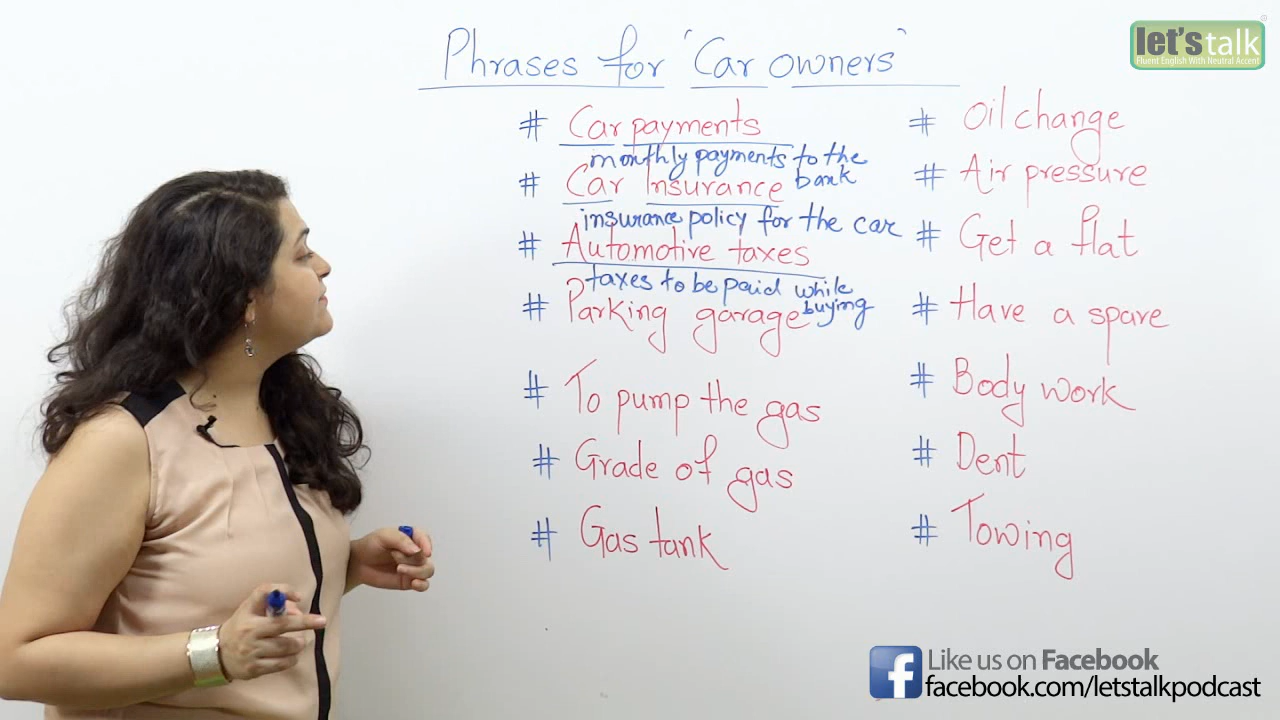 Phrases for 'Car owners'
# Car payments
monthly payments to the
bank
# Car Insurance
insurance policy for the car
# Automotive taxes
taxes to be paid while
buying
# Parking garage
# To pump the gas
# Grade of gas
# Gas tank
# Oil change
# Air pressure
# Get a flat
# Have a spare
# Body work
# Dent
# Towing
let's talk
Fluent English With Neutral Accent
Like us on Facebook
facebook.com/letstalkpodcast